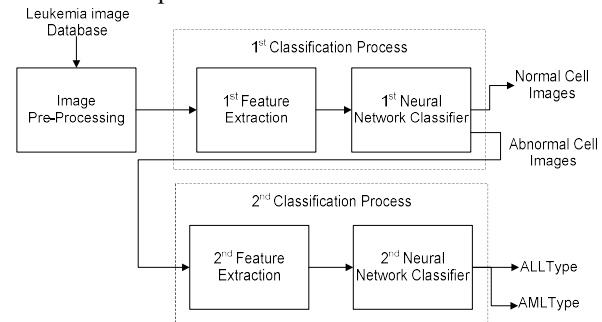 Leukemia image
Database
1st Classification Process
Image
Pre-Processing
1st Feature
Extraction
1st Neural
Network Classifier
Normal Cell
Images
Abnormal Cell
Images
2nd Classification Process
2nd Feature
Extraction
2nd Neural
Network Classifier
ALLType
AMLType